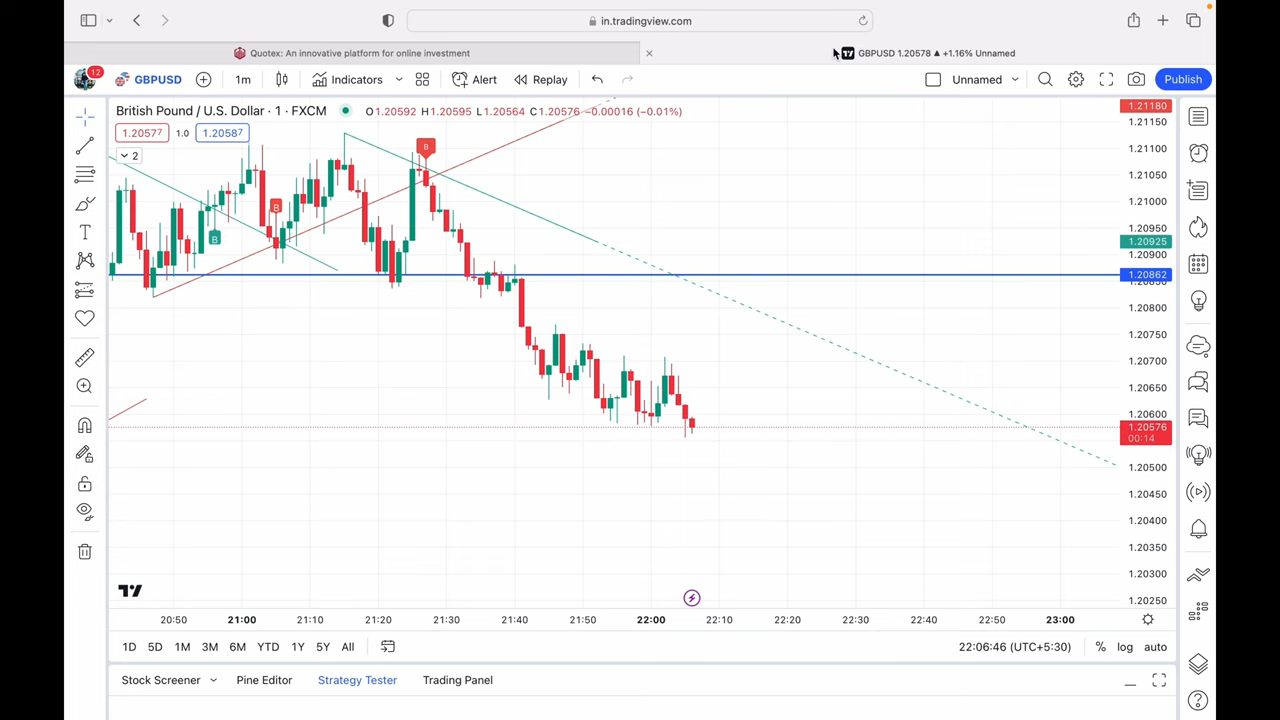 in.tradingview.com
Quotex: An innovative platform for online investment
GBPUSD 1.20578 ▲ +1.16% Unnamed
12
GBPUSD
1m
Indicators
Alert
Replay
Unnamed
Publish
British Pound / U.S. Dollar · 1 · FXCM
O1.20592 H1.20595 L1.20564 C1.20576 −0.00016 (−0.01%)
1.20577
1.0
1.20587
2
B
B
B
1.21180
1.21150
1.21100
1.21050
1.21000
1.20950
1.20925
1.20900
1.20862
1.20850
1.20800
1.20750
1.20700
1.20650
1.20600
1.20576
00:14
1.20500
1.20450
1.20400
1.20350
1.20300
1.20250
20:50 21:00 21:10 21:20 21:30 21:40 21:50 22:00 22:10 22:20 22:30 22:40 22:50 23:00
1D 5D 1M 3M 6M YTD 1Y 5Y All
22:06:46 (UTC+5:30)
% log auto
Stock Screener Pine Editor Strategy Tester Trading Panel